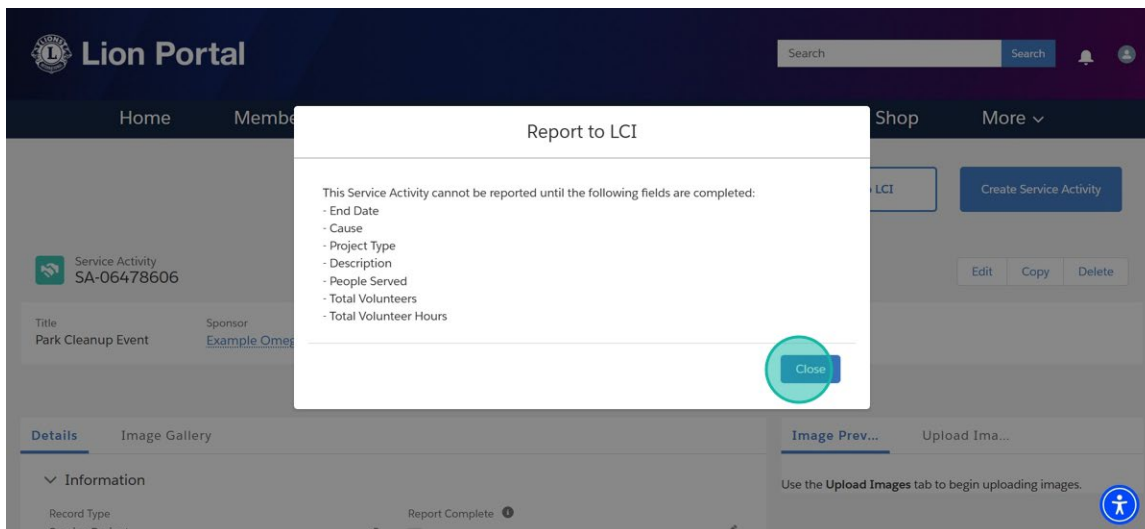 Lion Portal
Search Search
Home Membe Shop More
Report to LCI
This Service Activity cannot be reported until the following fields are completed:
- End Date
- Cause
- Project Type
- Description
- People Served
- Total Volunteers
- Total Volunteer Hours
Close
LCI Create Service Activity
Service Activity
SA-06478606
Edit Copy Delete
Title Sponsor
Park Cleanup Event Example Omeg
Details Image Gallery
Image Prev... Upload Ima...
Information
Use the Upload Images tab to begin uploading images.
Record Type Report Complete